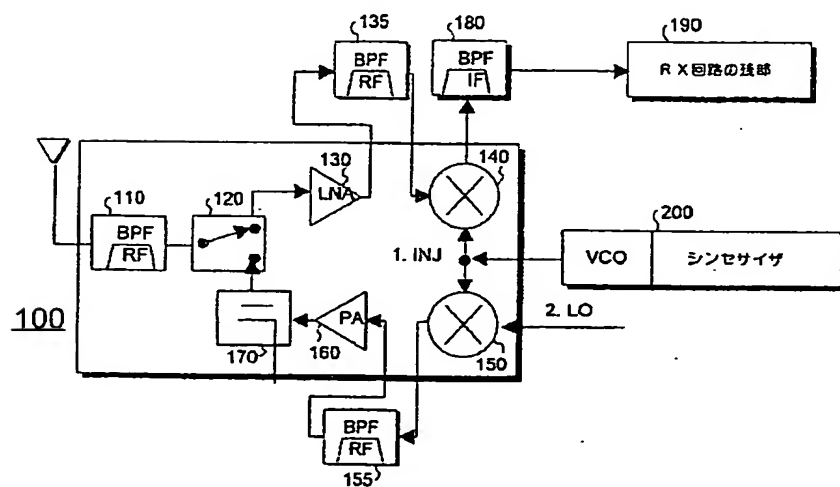 135
BPF
RF
180
BPF
IF
190
RX回路の残部
110
BPF
RF
120
130
LNA
140
1. INJ
200
VCO
シンセサイザ
2. LO
100
170
PA
160
150
BPF
RF
155